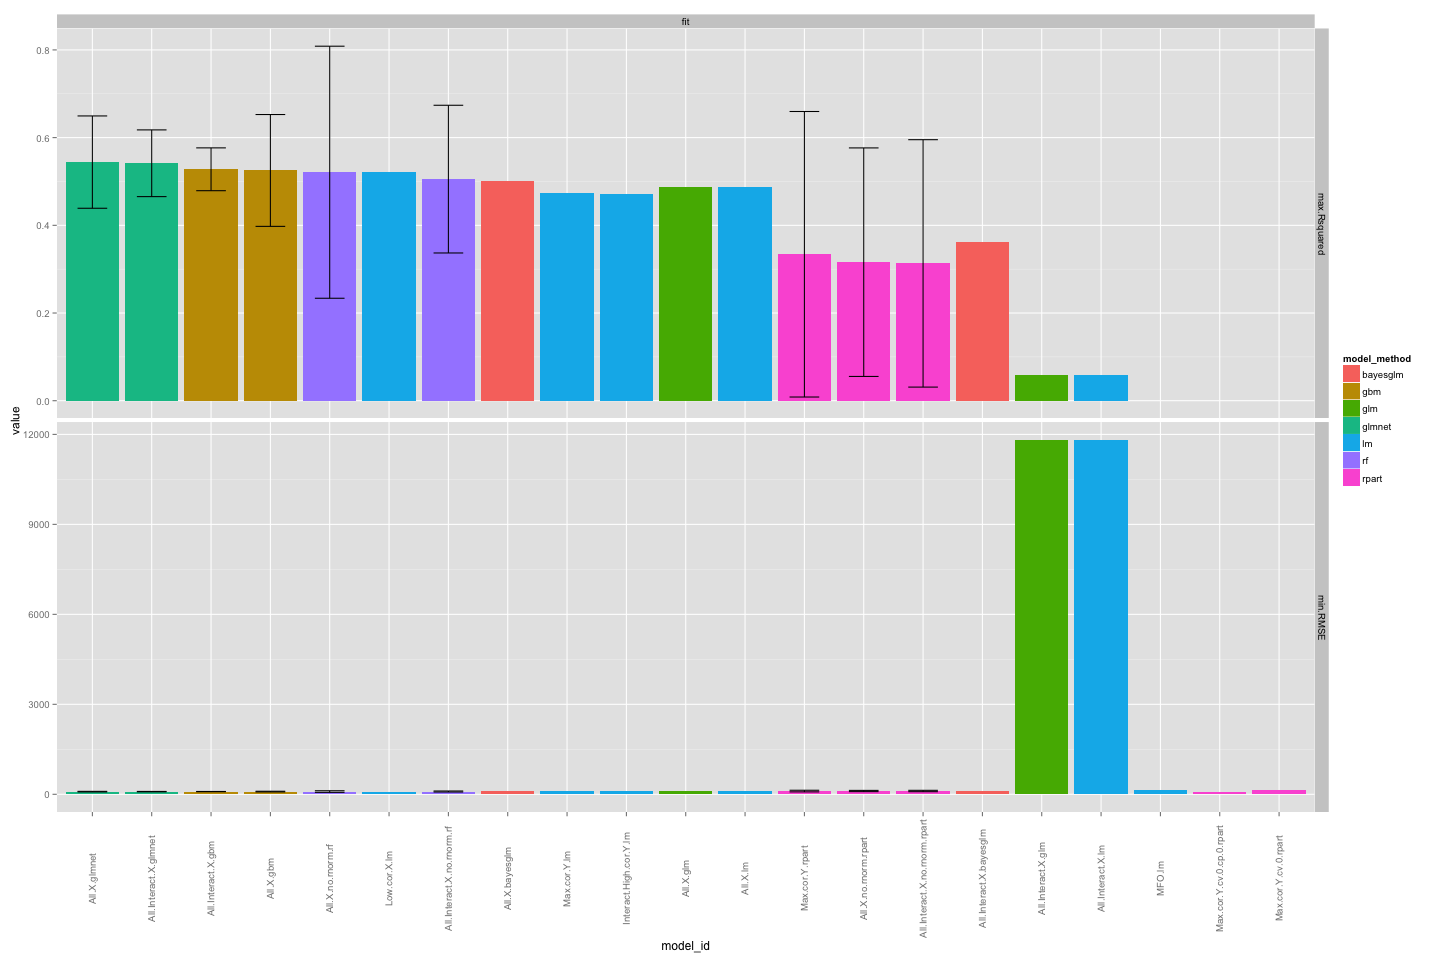 fit
0.8
0.6
0.4
0.2
0.0
max.Rsquared
value
12000
9000
6000
3000
0
min.RMSE
All.X.glmnet
All.Interact.X.glmnet
All.Interact.X.gbm
All.X.gbm
All.X.no.rnorm.rf
Low.cor.X.lm
All.Interact.X.no.rnorm.rf
All.X.bayesglm
Max.cor.Y.lm
Interact.High.cor.Y.lm
All.X.glm
All.X.lm
Max.cor.Y.rpart
All.X.no.rnorm.rpart
All.Interact.X.no.rnorm.rpart
All.Interact.X.bayesglm
All.Interact.X.glm
All.Interact.X.lm
MFO.lm
Max.cor.Y.cv.0.cp.0.rpart
Max.cor.Y.cv.0.rpart
model_id
model_method
bayesglm
gbm
glm
glmnet
lm
rf
rpart